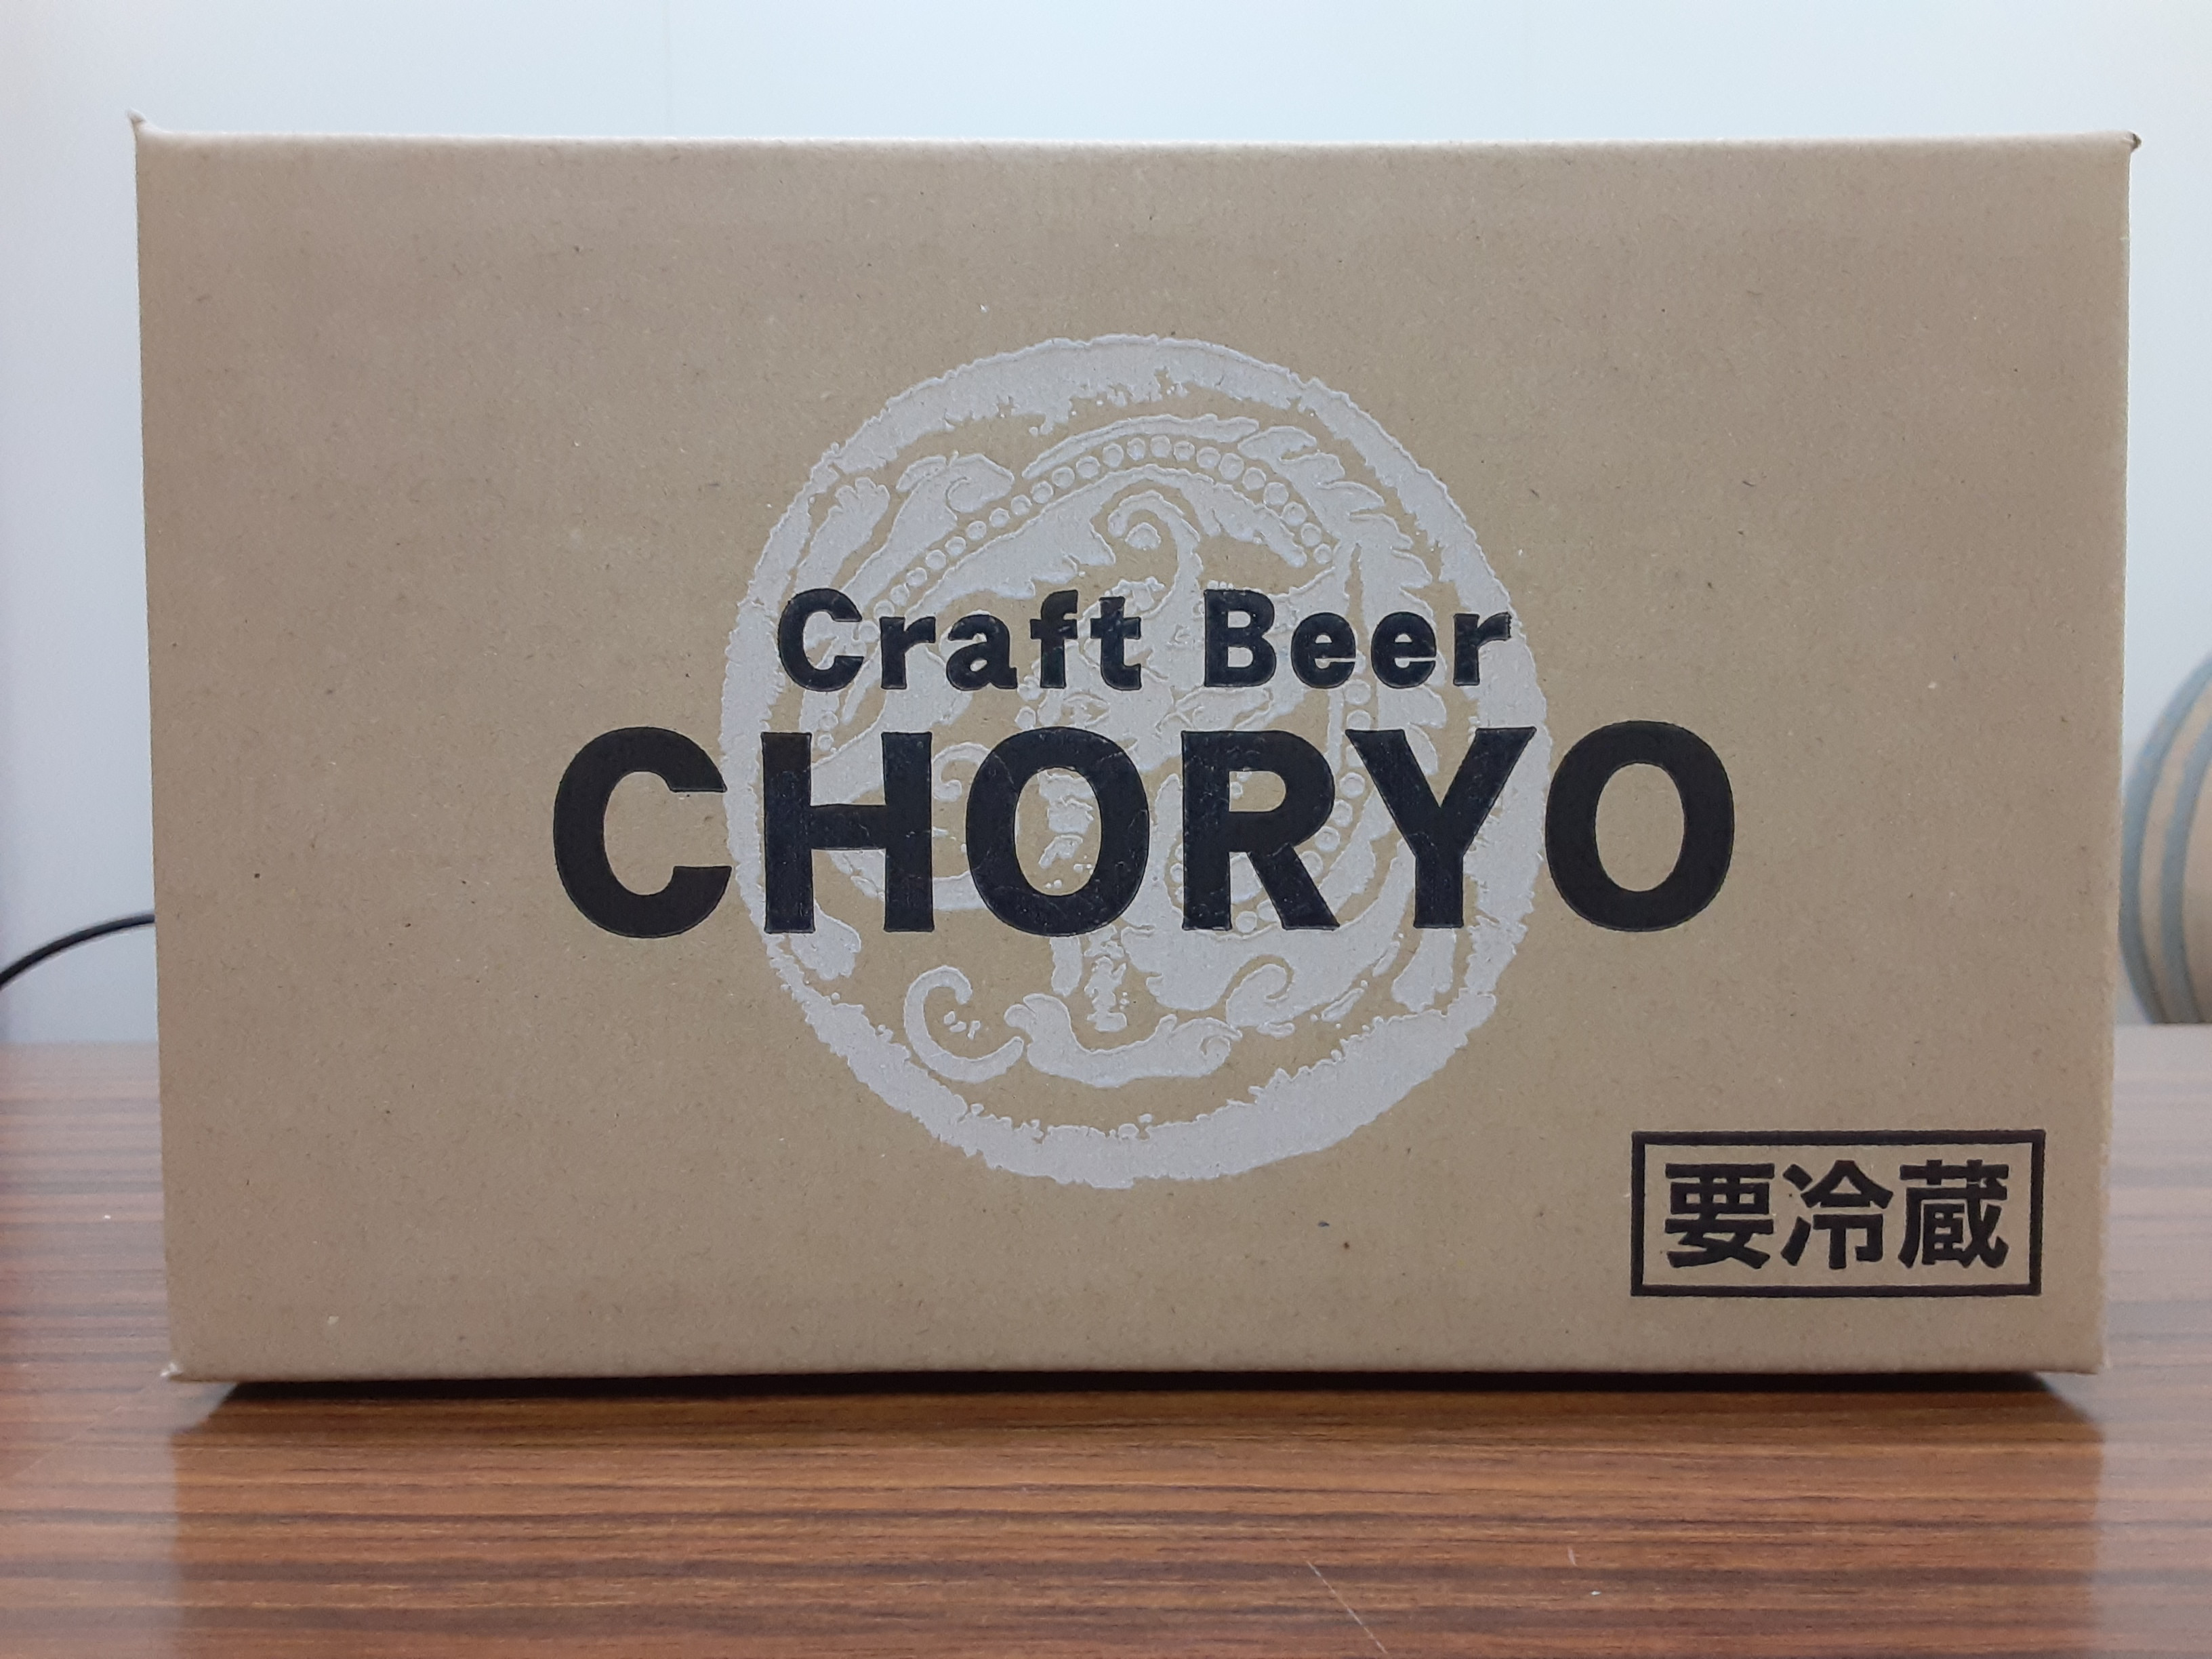 Craft Beer
CHORYO
要冷蔵